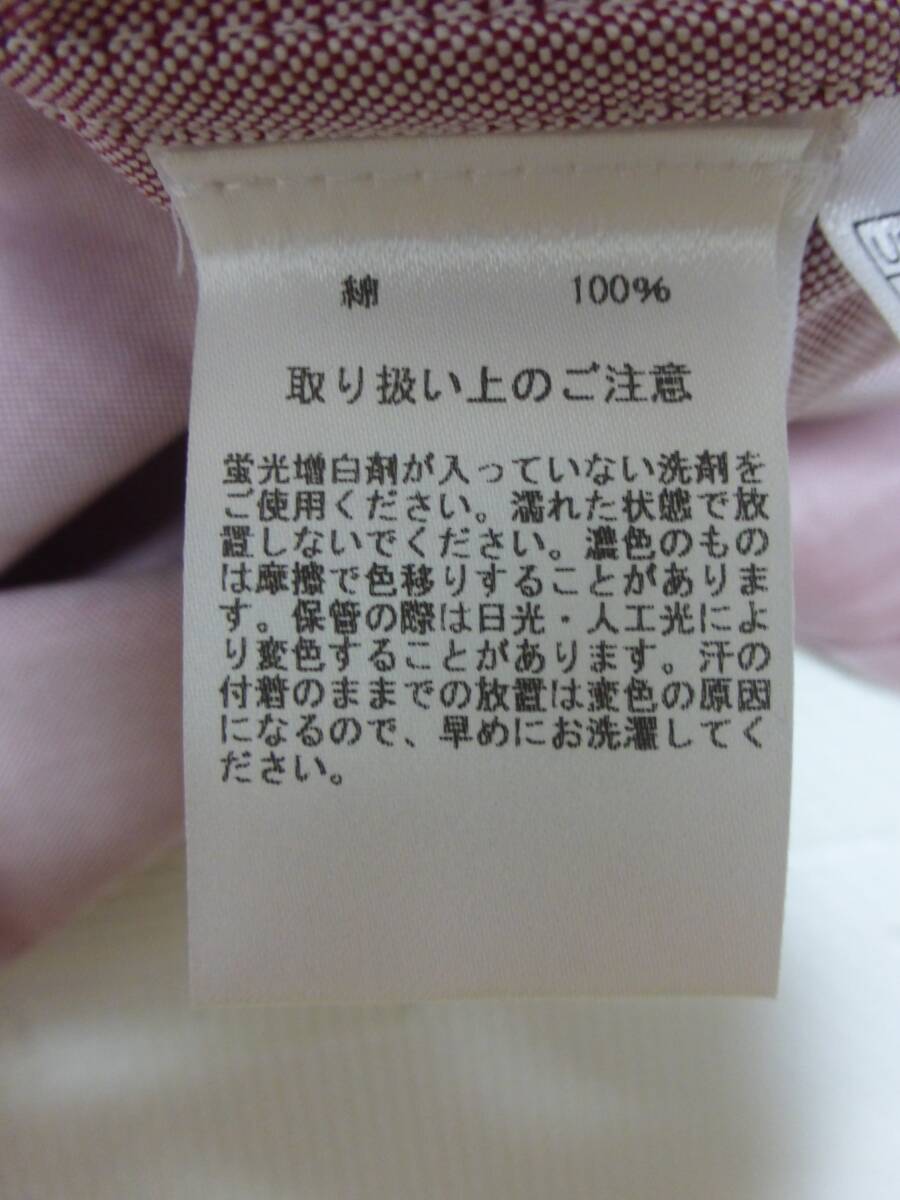 綿 100%
取り扱い上のご注意
蛍光増白剤が入っていない洗剤を
ご使用ください。濡れた状態で放
置しないでください。濃色のもの
は摩擦で色移りすることがありま
す。保管の際は日光・人工光によ
り変色することがあります。汗の
付着のままでの放置は変色の原因
になるので、早めにお洗濯してく
ださい。